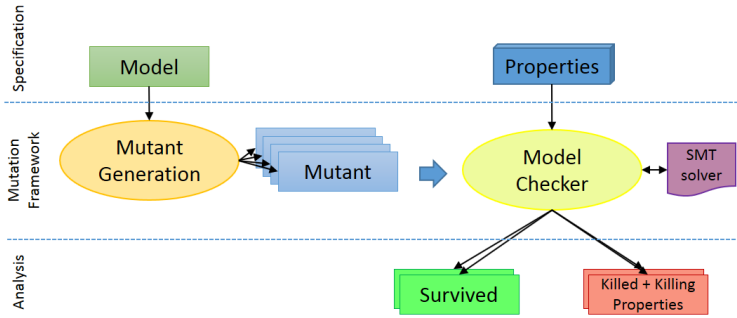 Specification
Model
Properties
Mutation
Framework
Mutant
Generation
Mutant
Model
Checker
SMT
solver
Analysis
Survived
Killed + Killing
Properties